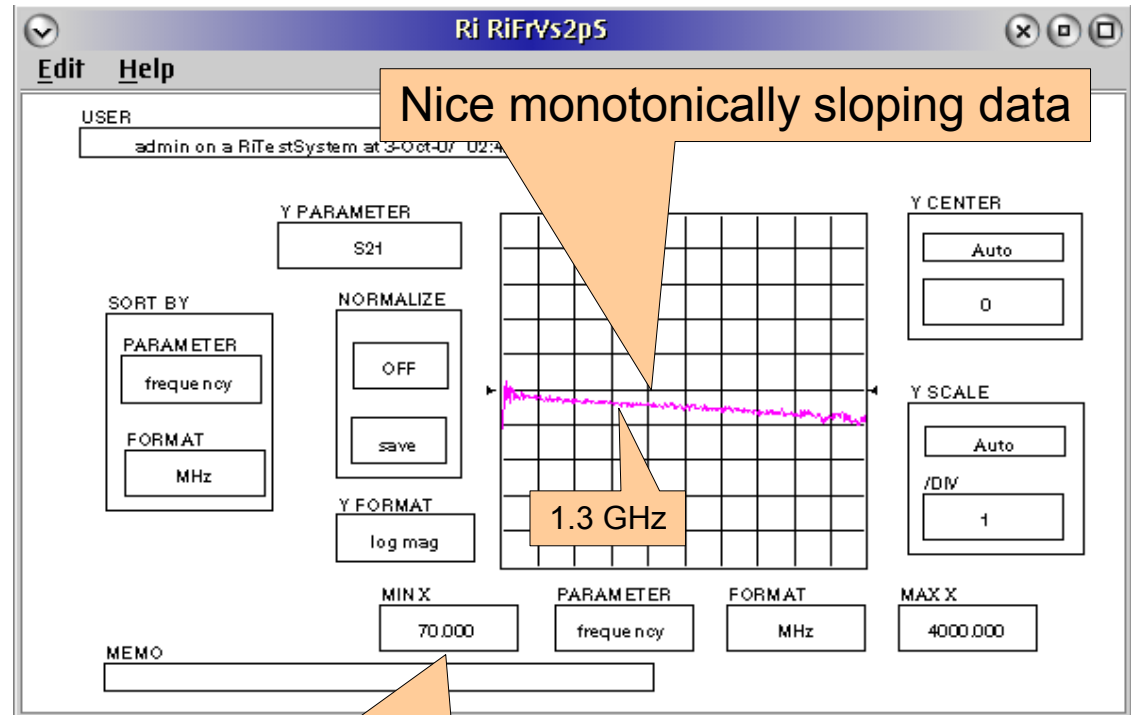 Ri RiFrVs2pS
Edit Help
Nice monotonically sloping data
USER
admin on a RiTestSystem at 3-Oct-07 02:4
Y PARAMETER
S21
Y CENTER
Auto
0
SORT BY
PARAMETER
frequency
FORMAT
MHz
NORMALIZE
OFF
save
Y FORMAT
log mag
1.3 GHz
Y SCALE
Auto
/DIV
1
MIN X
70.000
PARAMETER
frequency
FORMAT
MHz
MAX X
4000.000
MEMO